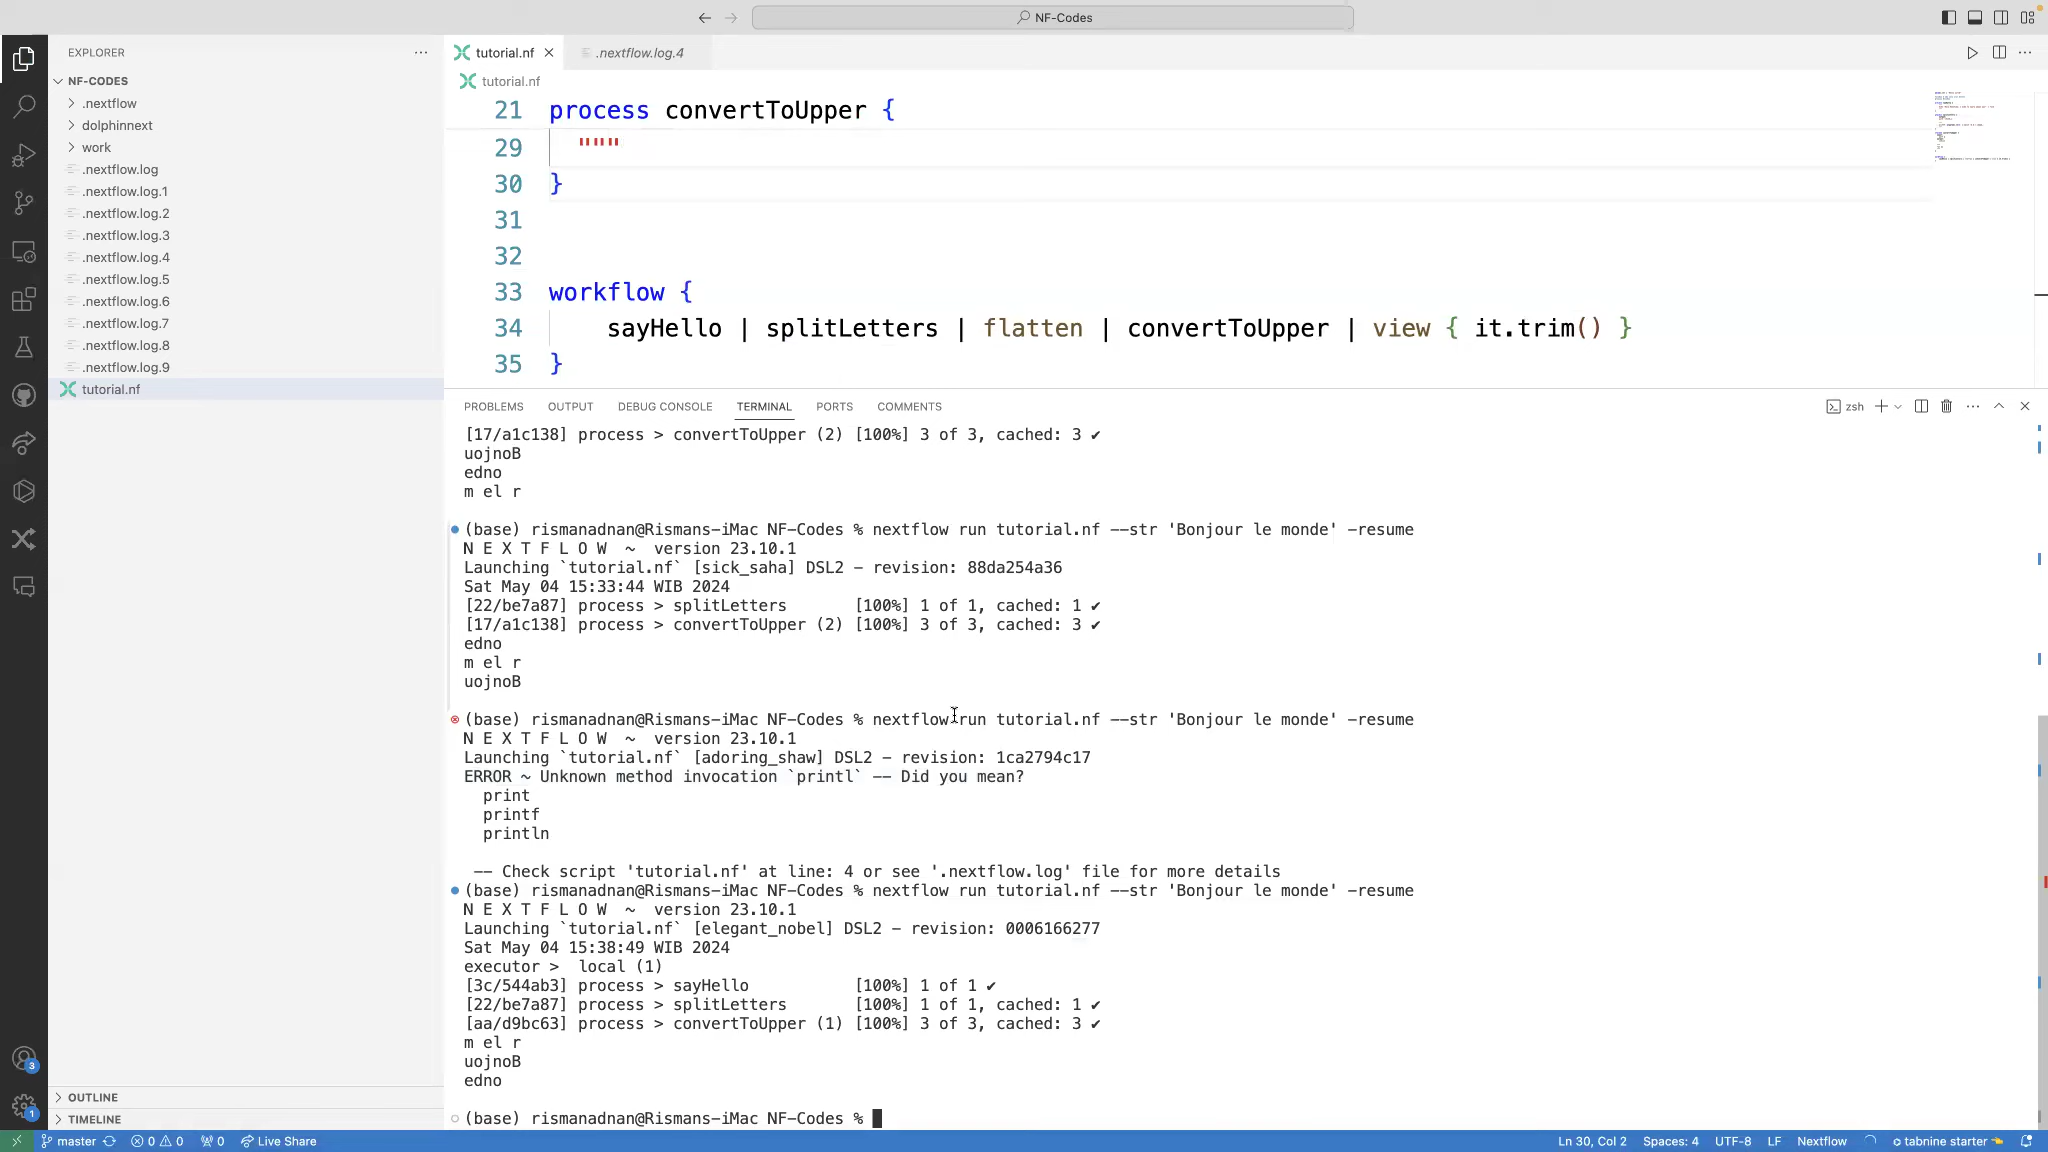 NF-Codes
EXPLORER
NF-CODES
.nextflow
dolphinnext
work
.nextflow.log
.nextflow.log.1
.nextflow.log.2
.nextflow.log.3
.nextflow.log.4
.nextflow.log.5
.nextflow.log.6
.nextflow.log.7
.nextflow.log.8
.nextflow.log.9
tutorial.nf
OUTLINE
TIMELINE
3
1
tutorial.nf
.nextflow.log.4
tutorial.nf
21 process convertToUpper {
29 """
30 }
31
32
33 workflow {
34 sayHello | splitLetters | flatten | convertToUpper | view { it.trim() }
35 }
PROBLEMS OUTPUT DEBUG CONSOLE TERMINAL PORTS COMMENTS
zsh
[17/a1c138] process > convertToUpper (2) [100%] 3 of 3, cached: 3 ✔
uojnoB
edno
m el r
(base) rismanadnan@Rismans-iMac NF-Codes % nextflow run tutorial.nf --str 'Bonjour le monde' -resume
N E X T F L O W ~ version 23.10.1
Launching `tutorial.nf` [sick_saha] DSL2 - revision: 88da254a36
Sat May 04 15:33:44 WIB 2024
[22/be7a87] process > splitLetters [100%] 1 of 1, cached: 1 ✔
[17/a1c138] process > convertToUpper (2) [100%] 3 of 3, cached: 3 ✔
edno
m el r
uojnoB
(base) rismanadnan@Rismans-iMac NF-Codes % nextflow run tutorial.nf --str 'Bonjour le monde' -resume
N E X T F L O W ~ version 23.10.1
Launching `tutorial.nf` [adoring_shaw] DSL2 - revision: 1ca2794c17
ERROR ~ Unknown method invocation `printl` -- Did you mean?
print
printf
println
-- Check script 'tutorial.nf' at line: 4 or see '.nextflow.log' file for more details
(base) rismanadnan@Rismans-iMac NF-Codes % nextflow run tutorial.nf --str 'Bonjour le monde' -resume
N E X T F L O W ~ version 23.10.1
Launching `tutorial.nf` [elegant_nobel] DSL2 - revision: 0006166277
Sat May 04 15:38:49 WIB 2024
executor > local (1)
[3c/544ab3] process > sayHello [100%] 1 of 1 ✔
[22/be7a87] process > splitLetters [100%] 1 of 1, cached: 1 ✔
[aa/d9bc63] process > convertToUpper (1) [100%] 3 of 3, cached: 3 ✔
m el r
uojnoB
edno
(base) rismanadnan@Rismans-iMac NF-Codes %
master 0 0 0 Live Share Ln 30, Col 2 Spaces: 4 UTF-8 LF Nextflow tabnine starter